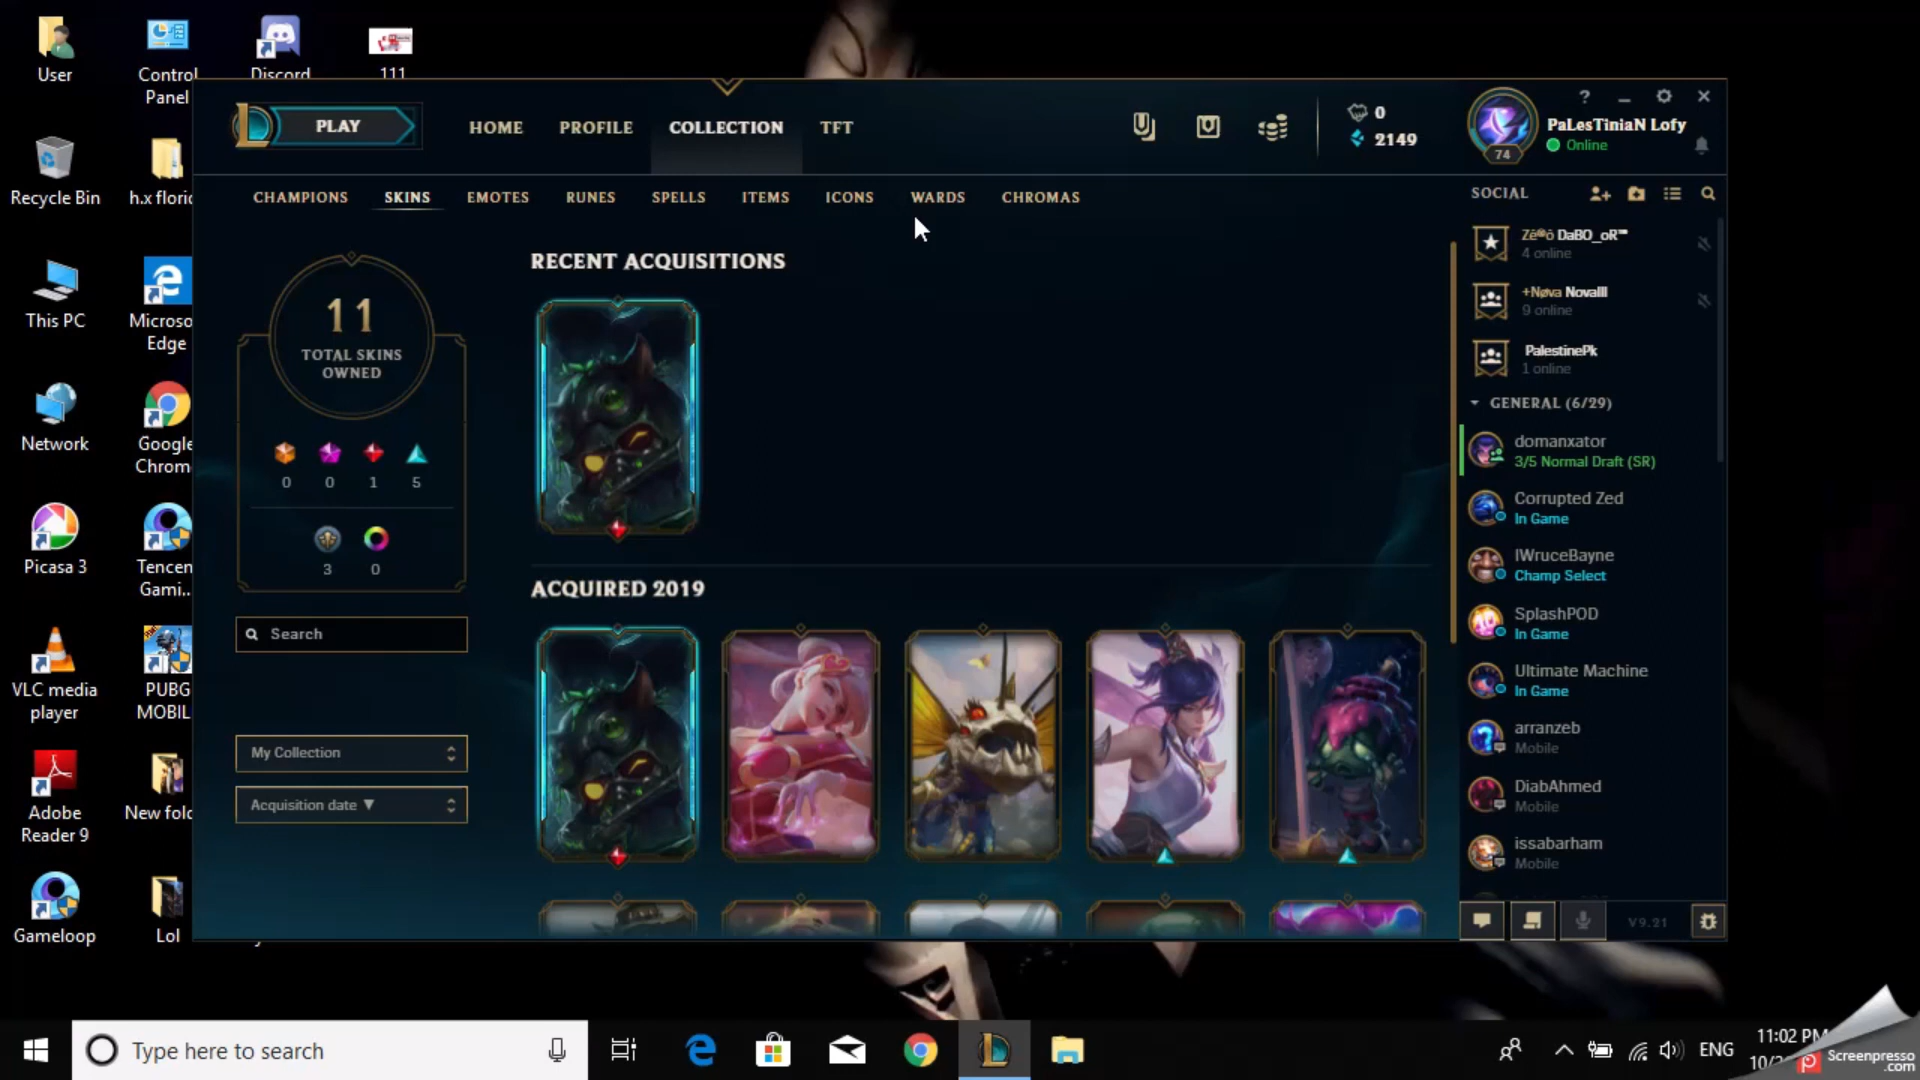 User
Control
Panel
Discord
111
Recycle Bin
h.x floric
This PC
Microso
Edge
Network
Google
Chrom
Picasa 3
Tencen
Gami...
VLC media
player
PUBG
MOBIL
Adobe
Reader 9
New fold
Gameloop
Lol
PLAY
HOME
PROFILE
COLLECTION
TFT
0
2149
?
PaLesTiniaN Lofy
Online
74
CHAMPIONS
SKINS
EMOTES
RUNES
SPELLS
ITEMS
ICONS
WARDS
CHROMAS
11
TOTAL SKINS
OWNED
0
0
1
5
3
0
Search
My Collection
Acquisition date ▼
RECENT ACQUISITIONS
ACQUIRED 2019
SOCIAL
DaBO_oR
4 online
+Nøva Novalll
9 online
PalestinePk
1 online
GENERAL (6/29)
domanxator
3/5 Normal Draft (SR)
Corrupted Zed
In Game
IWruceBayne
Champ Select
SplashPOD
In Game
Ultimate Machine
In Game
arranzeb
Mobile
DiabAhmed
Mobile
issabarham
Mobile
V9.21
Type here to search
ENG
11:02 PM
10/
Screenpresso
.com